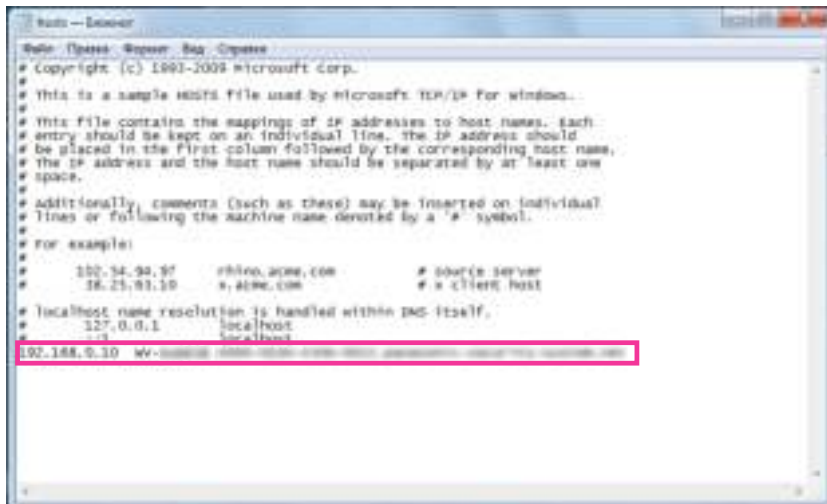 hosts — Блокнот
Файл Правка Формат Вид Справка
# Copyright (c) 1993-2009 Microsoft Corp.
#
# This is a sample HOSTS file used by Microsoft TCP/IP for Windows.
#
# This file contains the mappings of IP addresses to host names. Each
# entry should be kept on an individual line. The IP address should
# be placed in the first column followed by the corresponding host name.
# The IP address and the host name should be separated by at least one
# space.
#
# Additionally, comments (such as these) may be inserted on individual
# lines or following the machine name denoted by a '#' symbol.
#
# For example:
#
# 102.54.94.97 rhino.acme.com # source server
# 38.25.63.10 x.acme.com # x client host
# localhost name resolution is handled within DNS itself.
# 127.0.0.1 localhost
# ::1 localhost
192.168.0.10 WV-